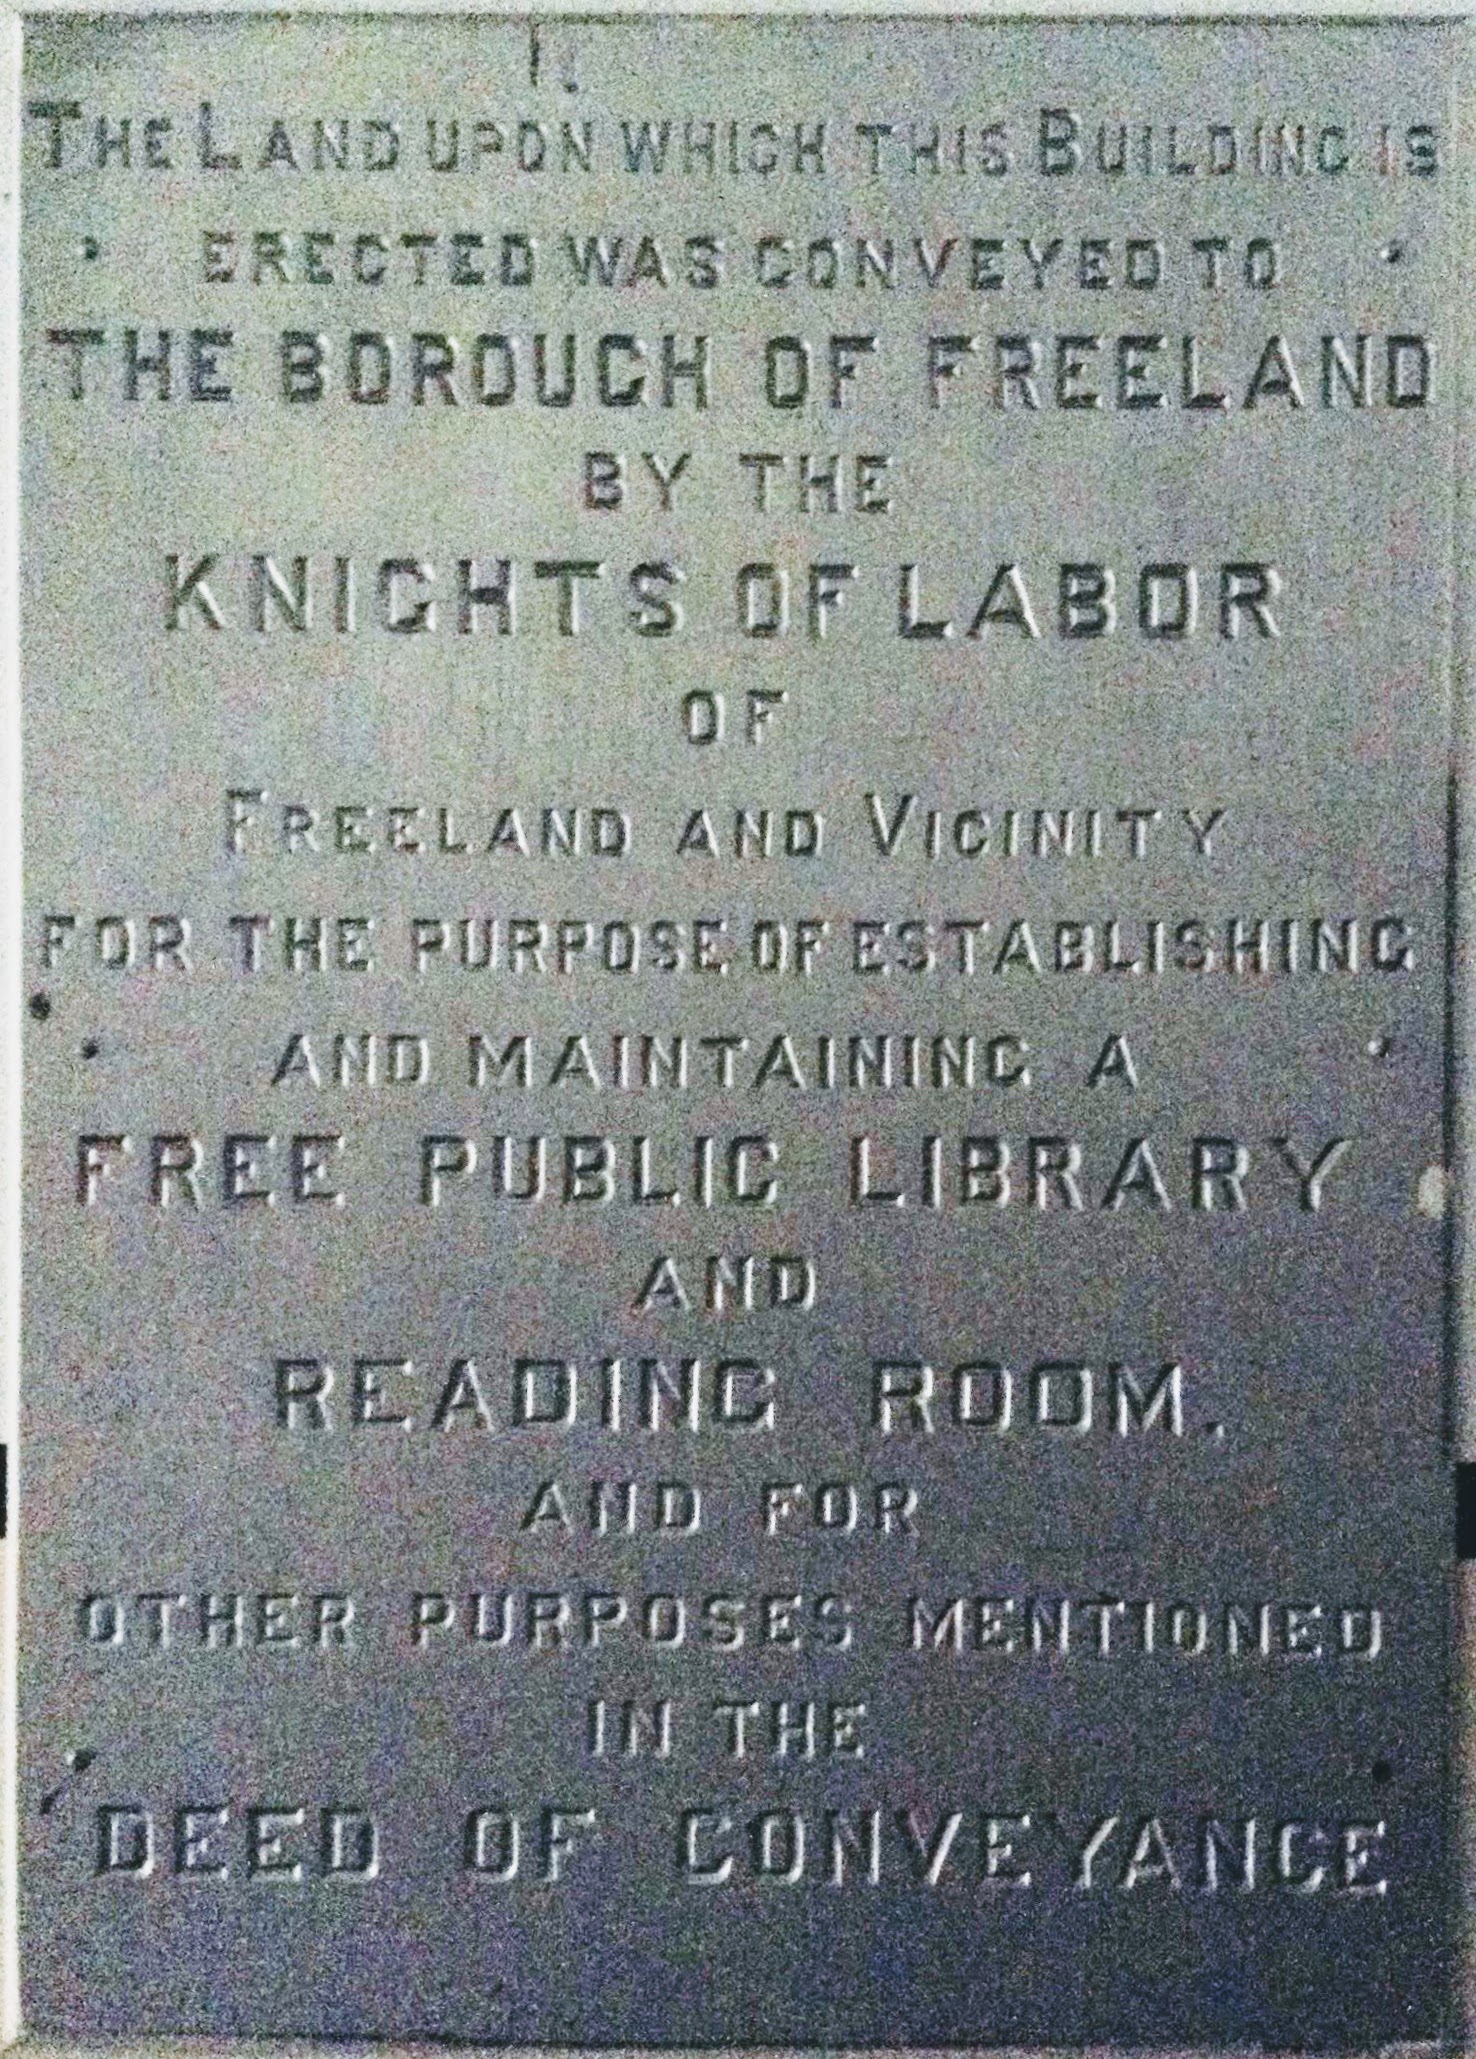 THE LAND UPON WHICH THIS BUILDING IS
ERECTED WAS CONVEYED TO
THE BOROUGH OF FREELAND
BY THE
KNIGHTS OF LABOR
OF
FREELAND AND VICINITY
FOR THE PURPOSE OF ESTABLISHING
AND MAINTAINING A
FREE PUBLIC LIBRARY
AND
READING ROOM.
AND FOR
OTHER PURPOSES MENTIONED
IN THE
DEED OF CONVEYANCE